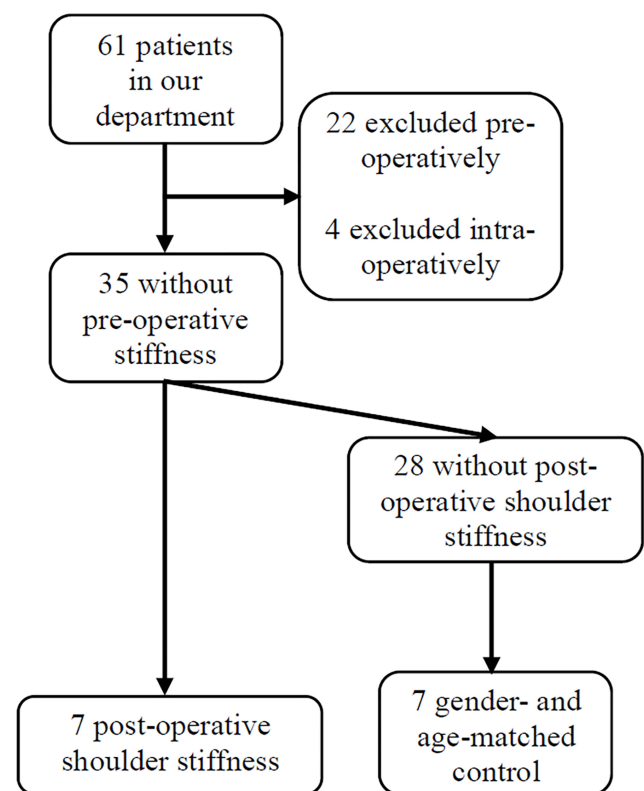 61 patients
in our
department
22 excluded pre-
operatively
4 excluded intra-
operatively
35 without
pre-operative
stiffness
28 without post-
operative shoulder
stiffness
7 post-operative
shoulder stiffness
7 gender- and
age-matched
control